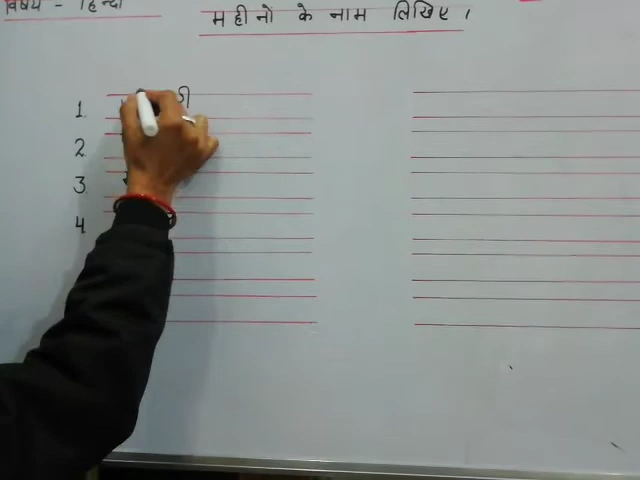 विषय - हिन्दी
महीनों के नाम लिखिए।
1.
2.
3.
4.